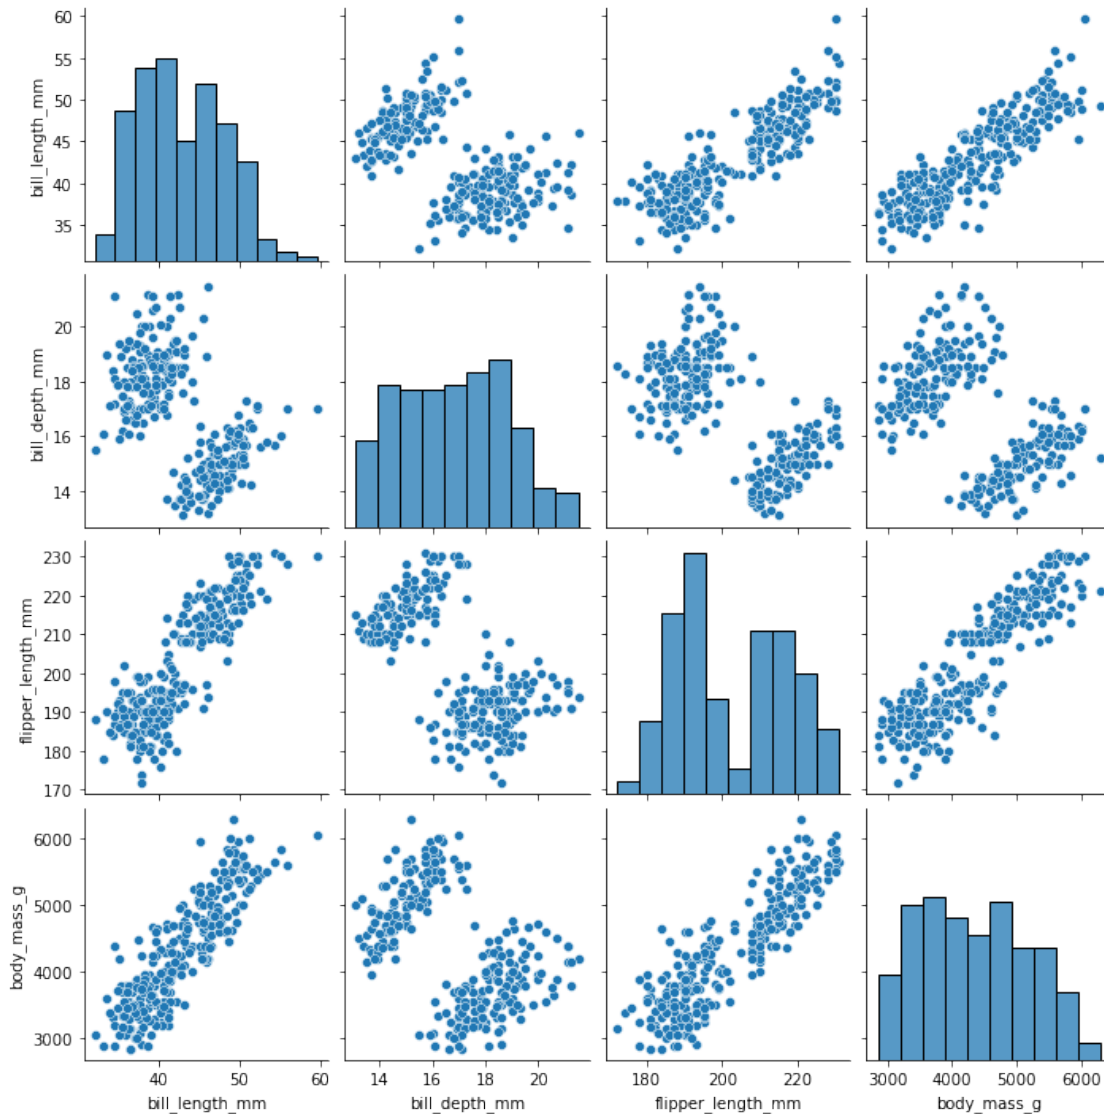 60
55
50
45
40
35
bill_length_mm
20
18
16
14
bill_depth_mm
230
220
210
200
190
180
170
flipper_length_mm
6000
5000
4000
3000
body_mass_g
40 50 60
14 16 18 20
180 200 220
3000 4000 5000 6000
bill_length_mm
bill_depth_mm
flipper_length_mm
body_mass_g